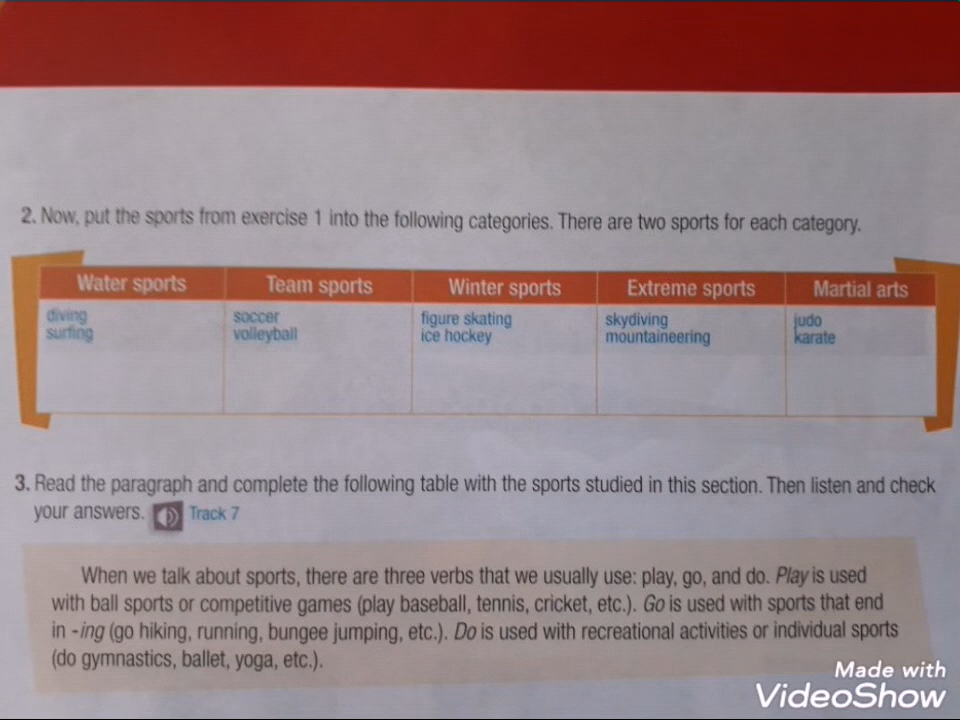 2. Now, put the sports from exercise 1 into the following categories. There are two sports for each category.
Water sports Team sports Winter sports Extreme sports Martial arts
diving soccer figure skating skydiving judo
surfing volleyball ice hockey mountaineering karate
3. Read the paragraph and complete the following table with the sports studied in this section. Then listen and check
your answers. Track 7
When we talk about sports, there are three verbs that we usually use: play, go, and do. Play is used
with ball sports or competitive games (play baseball, tennis, cricket, etc.). Go is used with sports that end
in -ing (go hiking, running, bungee jumping, etc.). Do is used with recreational activities or individual sports
(do gymnastics, ballet, yoga, etc.).
Made with
VideoShow